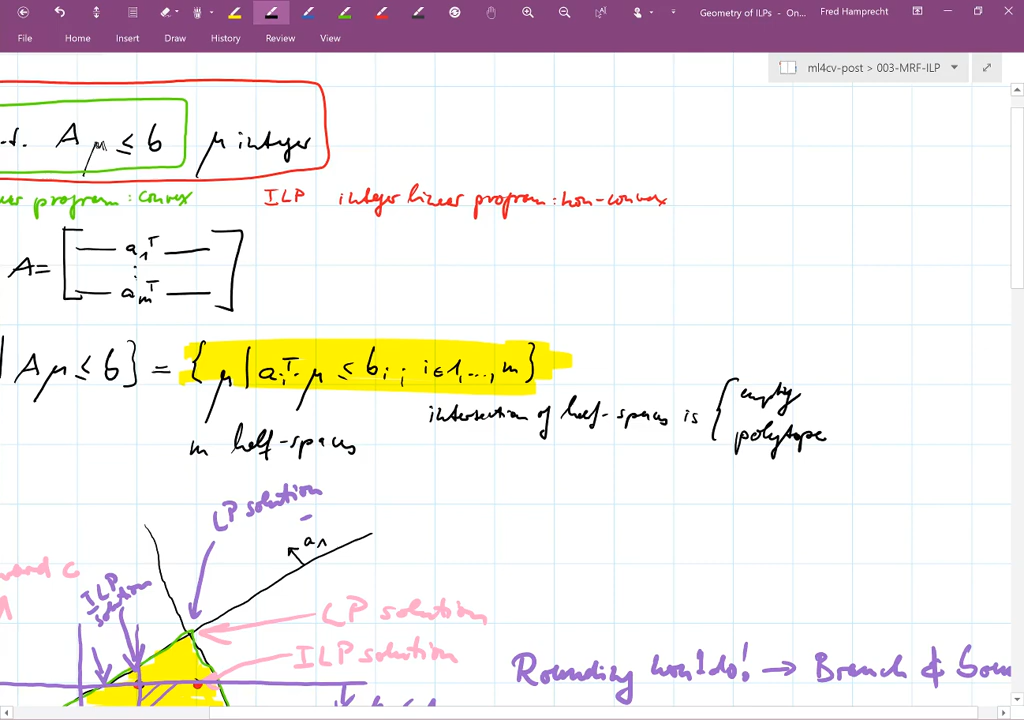 Geometry of ILPs - On...
Fred Hamprecht
File Home Insert Draw History Review View
ml4cv-post > 003-MRF-ILP
A μ ≤ b μ integer
program: convex ILP integer linear program: non-convex
A = [ — a₁ᵀ —
⋮
— aₘᵀ — ]
| Aμ ≤ b} = {μ | aᵢᵀ μ ≤ bᵢ, i∈1,...,m}
intersection of half-spaces is { empty
polytope
m half-spaces
LP solution
a₁
c
ILP
solution
LP solution
ILP solution
Rounding won't do! → Branch & Boun